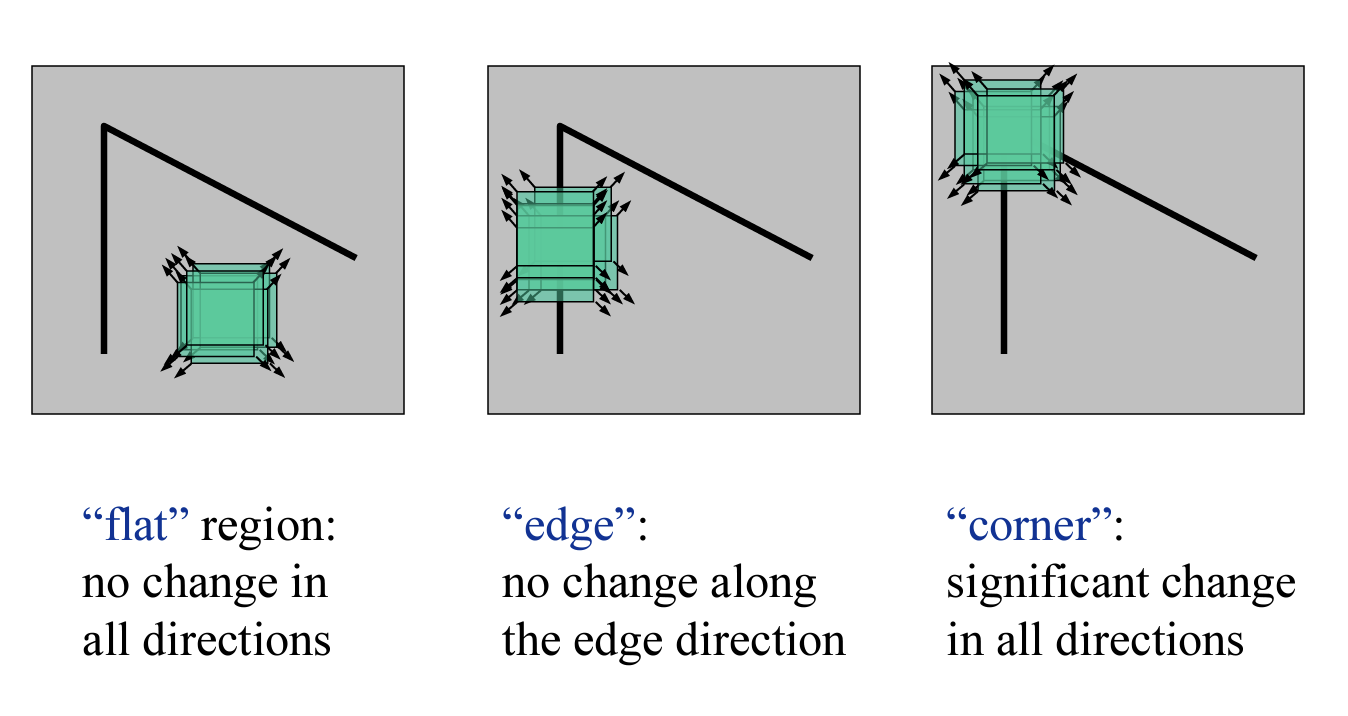 “flat” region:
no change in
all directions
“edge”:
no change along
the edge direction
“corner”:
significant change
in all directions